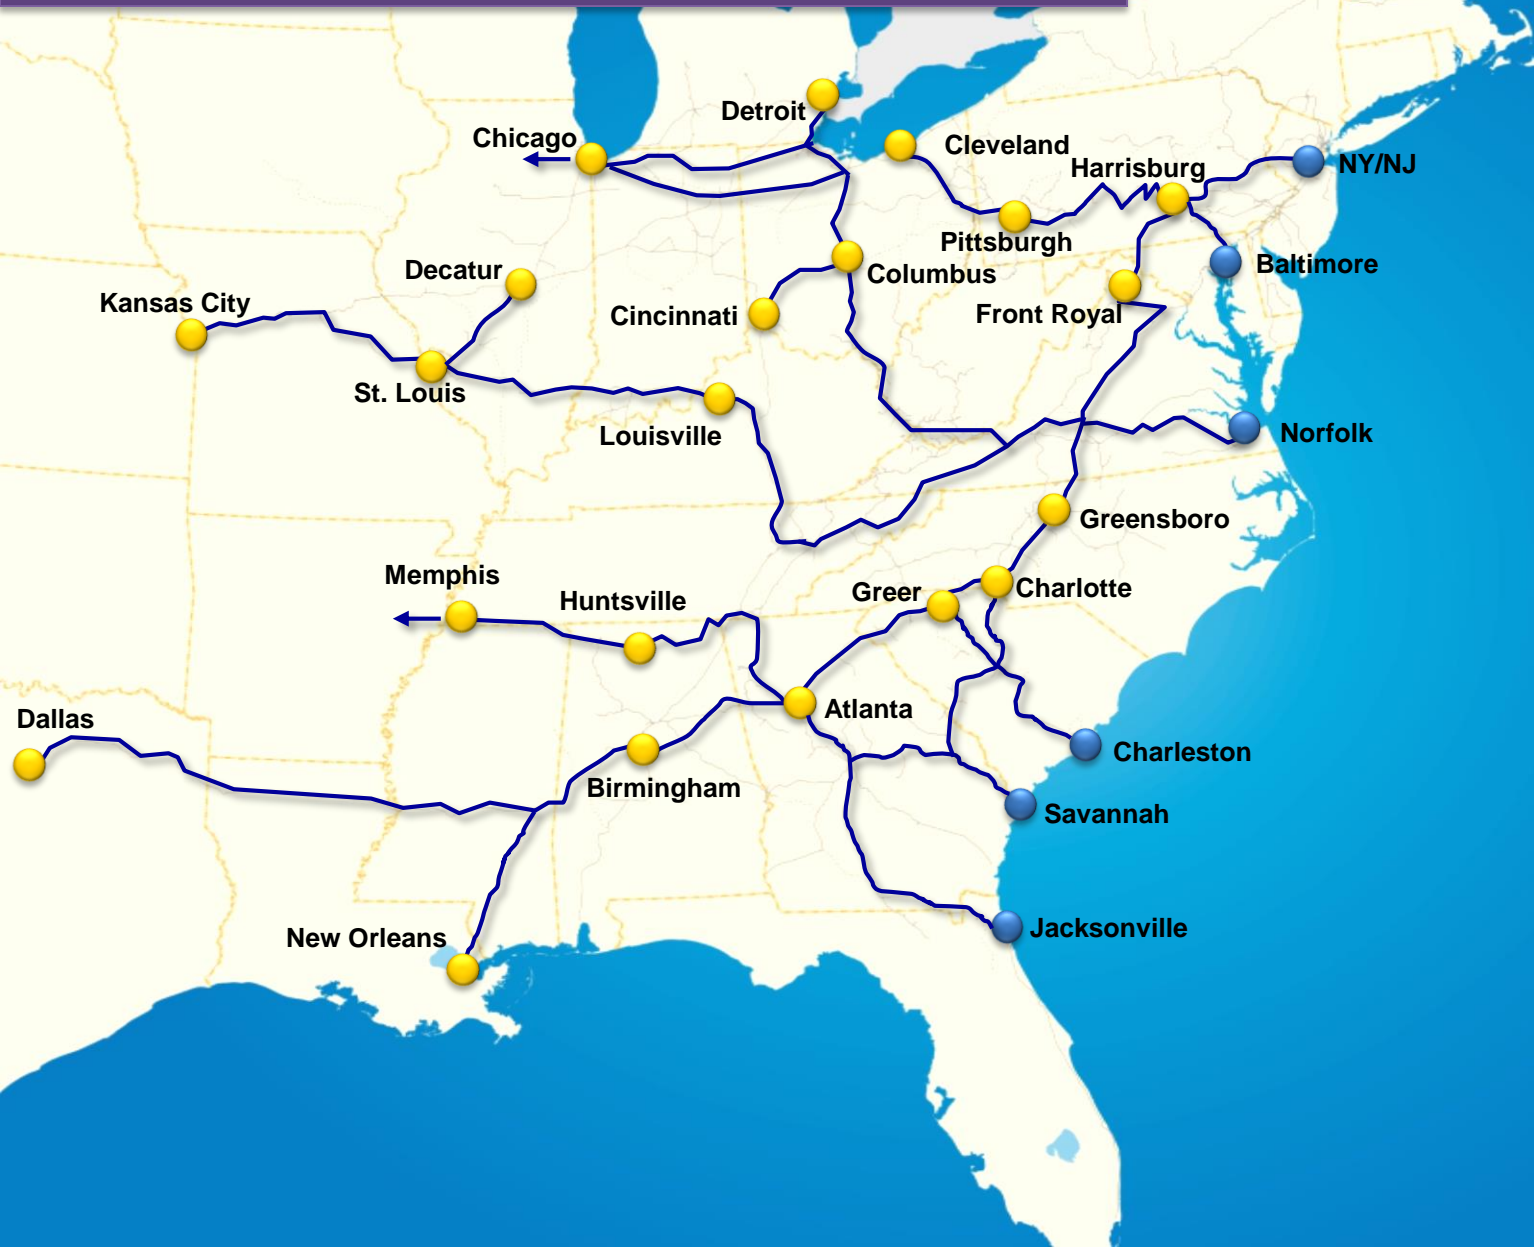 Detroit
Chicago
Cleveland
Harrisburg
NY/NJ
Pittsburgh
Baltimore
Decatur
Columbus
Kansas City
Cincinnati
Front Royal
St. Louis
Louisville
Norfolk
Greensboro
Memphis
Huntsville
Greer
Charlotte
Dallas
Atlanta
Charleston
Birmingham
Savannah
New Orleans
Jacksonville